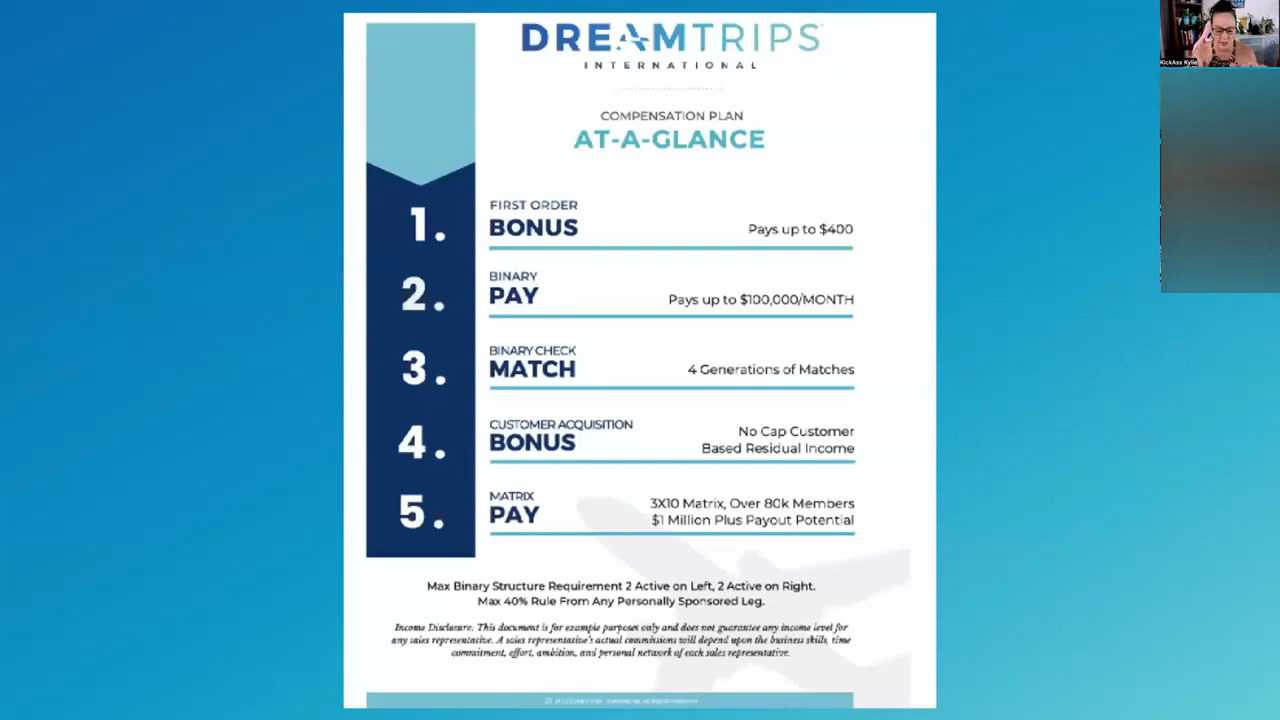 DREAMTRIPS
INTERNATIONAL
COMPENSATION PLAN
AT-A-GLANCE
1.
FIRST ORDER
BONUS
Pays up to $400
2.
BINARY
PAY
Pays up to $100,000/MONTH
3.
BINARY CHECK
MATCH
4 Generations of Matches
4.
CUSTOMER ACQUISITION
BONUS
No Cap Customer
Based Residual Income
5.
MATRIX
PAY
3X10 Matrix, Over 80k Members
$1 Million Plus Payout Potential
Max Binary Structure Requirement 2 Active on Left, 2 Active on Right.
Max 40% Rule From Any Personally Sponsored Leg.
Income Disclosure: This document is for example purposes only and does not guarantee any income level for
any sales representative. A sales representative's actual commissions will depend upon the business skills, time
commitment, effort, ambition, and personal network of each sales representative.
KickAss Kylie